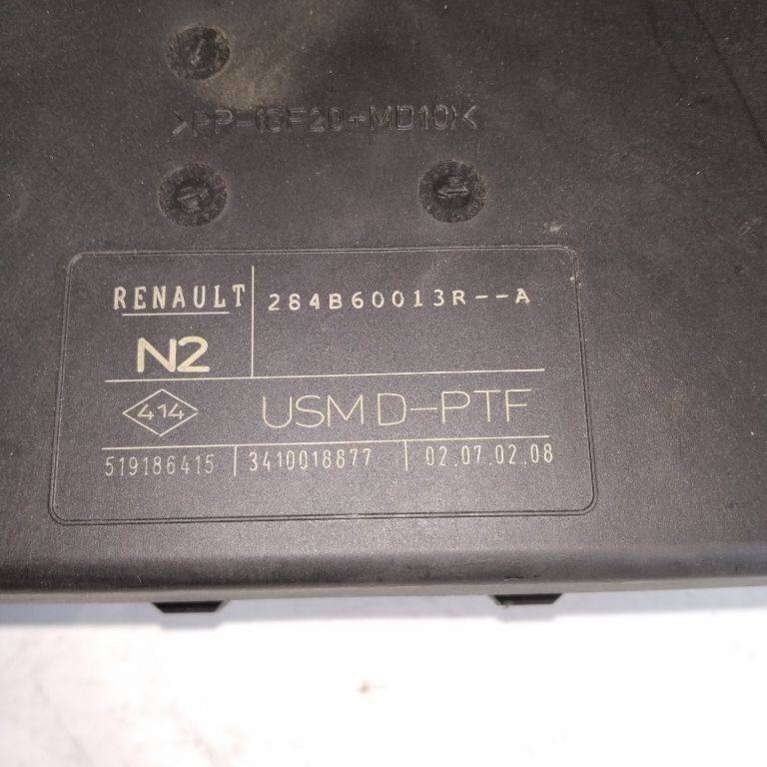 >PP-(GF20+MD10)<
RENAULT 284B60013R--A
N2
414 USM D-PTF
519186415 3410018877 02.07.02.08